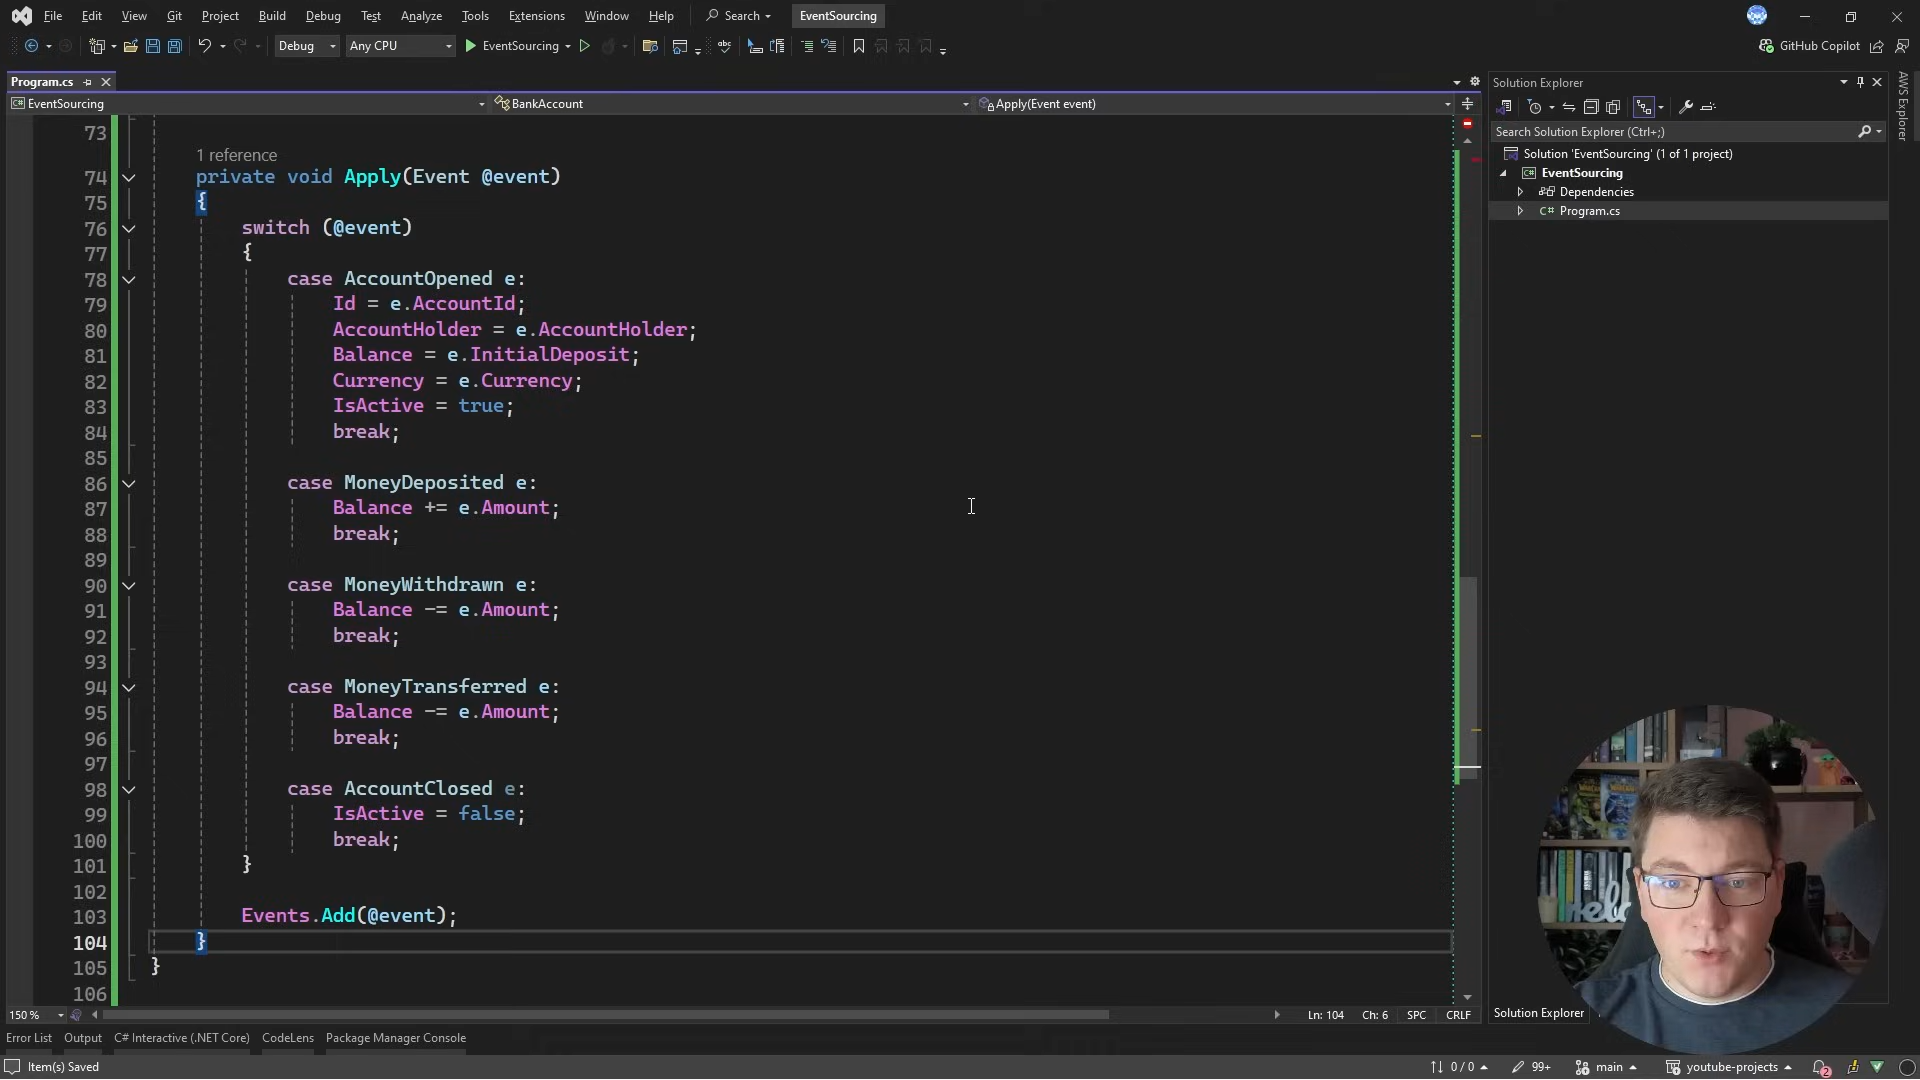 File Edit View Git Project Build Debug Test Analyze Tools Extensions Window Help Search EventSourcing
Debug Any CPU EventSourcing GitHub Copilot
Program.cs
EventSourcing BankAccount Apply(Event event)
73
1 reference
74 private void Apply(Event @event)
75 {
76 switch (@event)
77 {
78 case AccountOpened e:
79 Id = e.AccountId;
80 AccountHolder = e.AccountHolder;
81 Balance = e.InitialDeposit;
82 Currency = e.Currency;
83 IsActive = true;
84 break;
85
86 case MoneyDeposited e:
87 Balance += e.Amount;
88 break;
89
90 case MoneyWithdrawn e:
91 Balance -= e.Amount;
92 break;
93
94 case MoneyTransferred e:
95 Balance -= e.Amount;
96 break;
97
98 case AccountClosed e:
99 IsActive = false;
100 break;
101 }
102
103 Events.Add(@event);
104 }
105 }
106
150 % Ln: 104 Ch: 6 SPC CRLF
Solution Explorer
Search Solution Explorer (Ctrl+;)
Solution 'EventSourcing' (1 of 1 project)
EventSourcing
Dependencies
C# Program.cs
AWS Explorer
Solution Explorer
Error List Output C# Interactive (.NET Core) CodeLens Package Manager Console
Item(s) Saved 0 / 0 99+ main youtube-projects 2